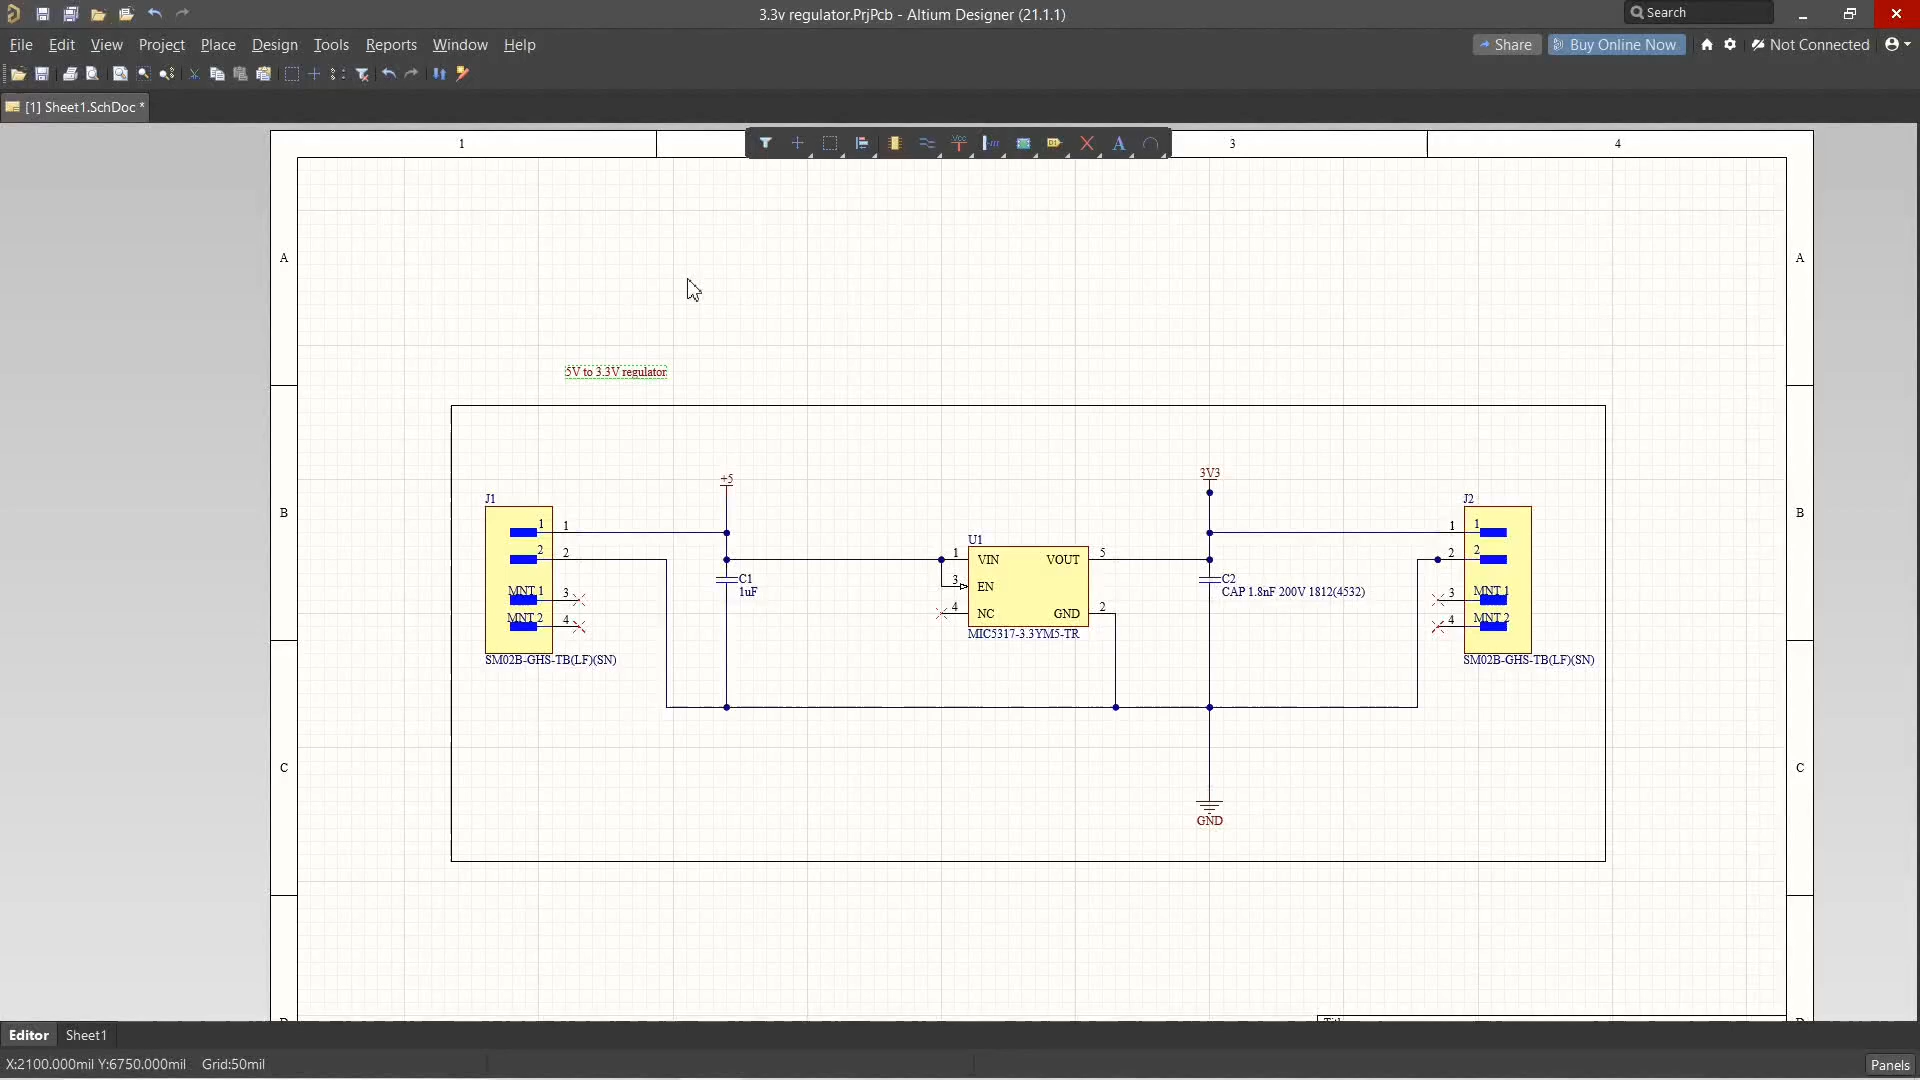 3.3v regulator.PrjPcb - Altium Designer (21.1.1)
Search
File Edit View Project Place Design Tools Reports Window Help
Share
Buy Online Now
Not Connected
[1] Sheet1.SchDoc *
1
3
4
A
A
5V to 3.3V regulator
+5
3V3
J1
J2
B
B
1
1
1
1
U1
2
2
1
VIN
VOUT
5
2
2
C1
1uF
3
EN
C2
CAP 1.8nF 200V 1812(4532)
MNT 1
3
3
MNT 1
4
NC
GND
2
MNT 2
4
4
MNT 2
MIC5317-3.3YM5-TR
SM02B-GHS-TB(LF)(SN)
SM02B-GHS-TB(LF)(SN)
C
C
GND
Editor
Sheet1
X:2100.000mil Y:6750.000mil
Grid:50mil
Panels